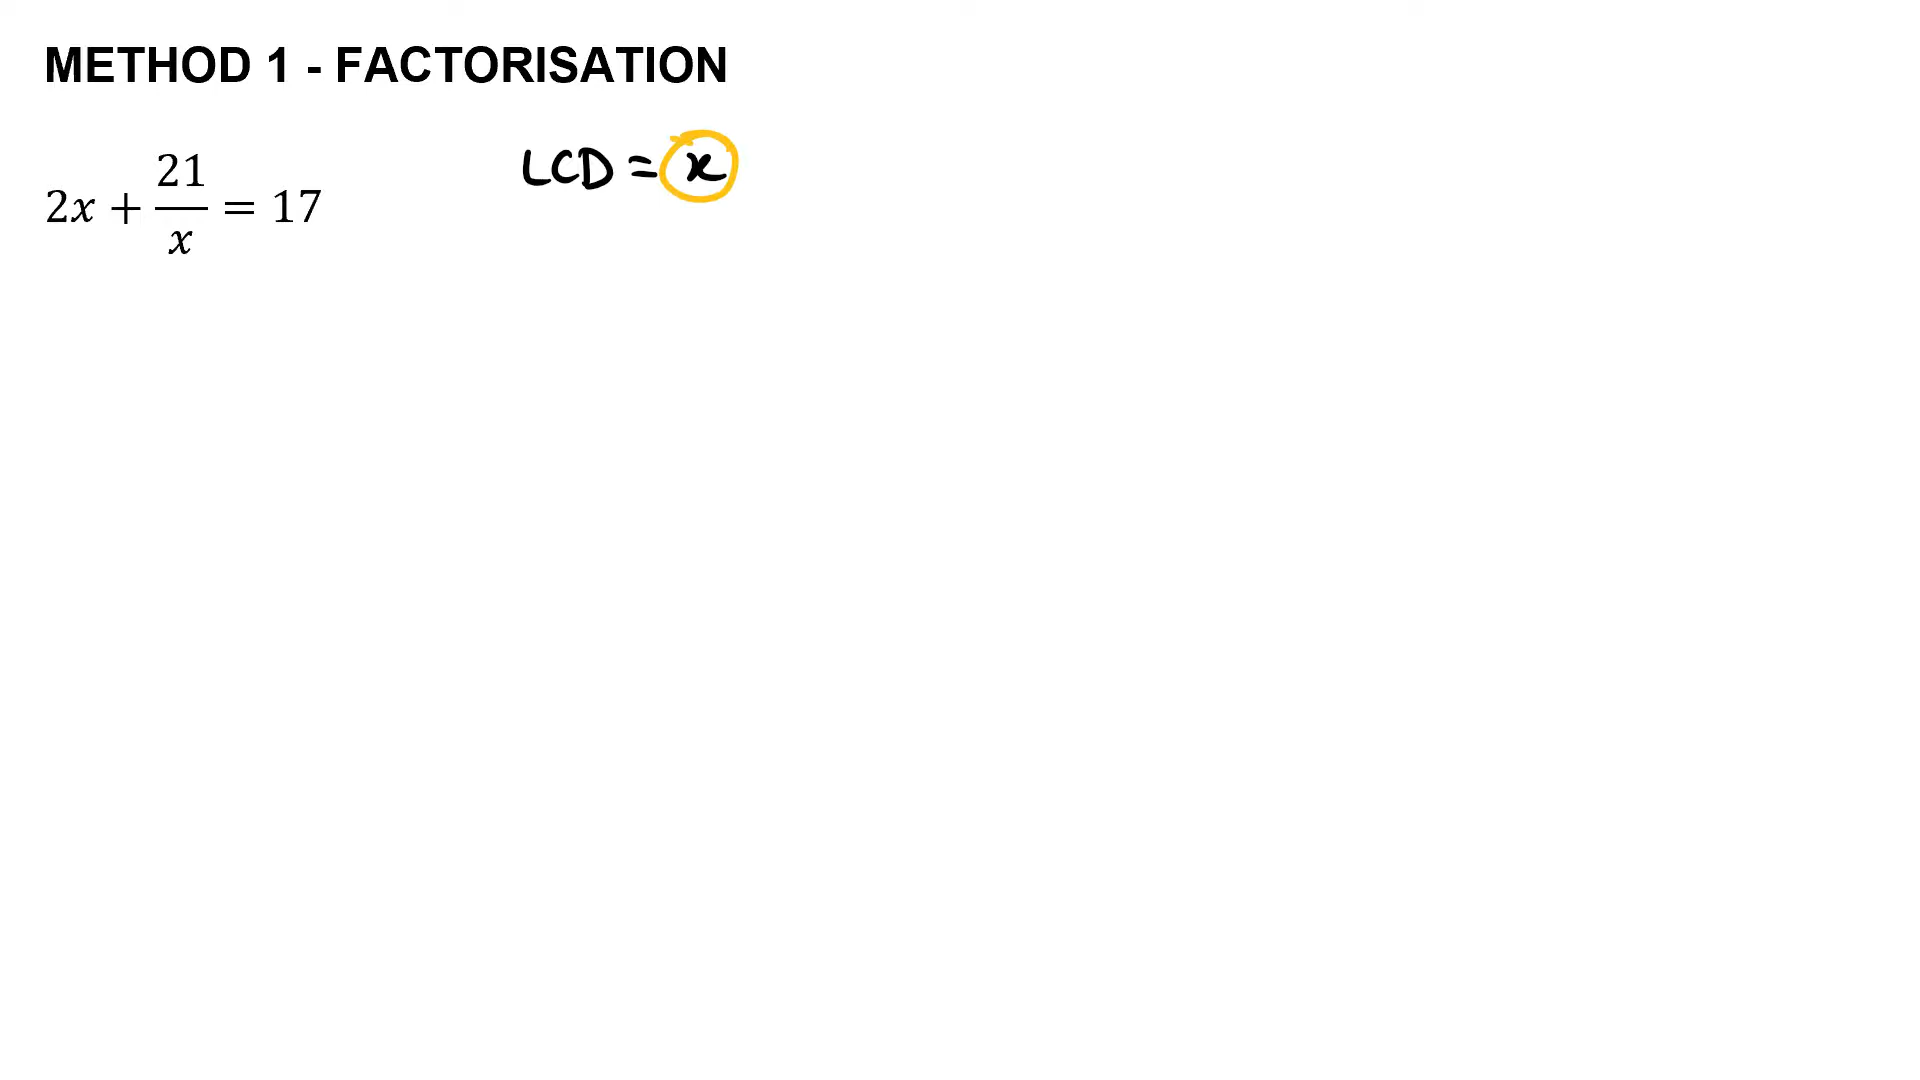 METHOD 1 - FACTORISATION
2x + 21/x = 17
LCD = x